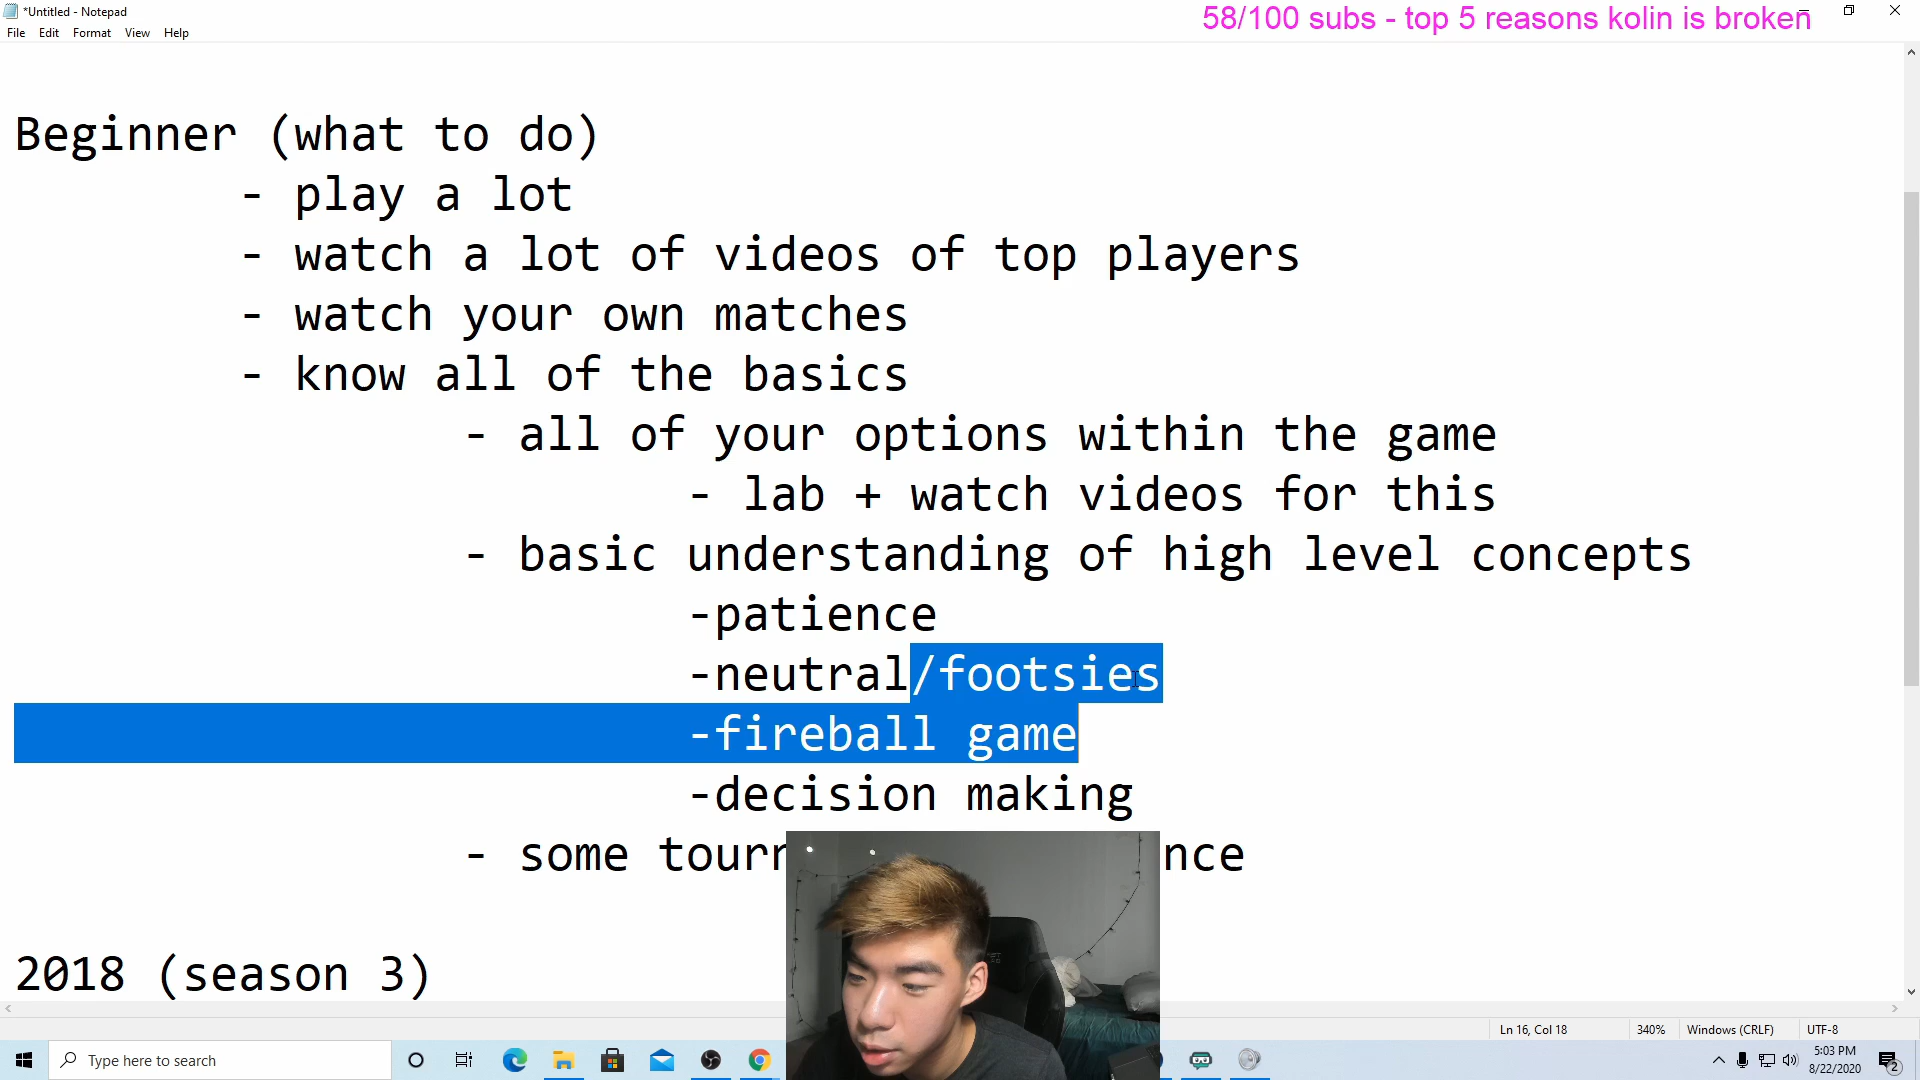 *Untitled - Notepad
58/100 subs - top 5 reasons kolin is broken
File Edit Format View Help
Beginner (what to do)
- play a lot
- watch a lot of videos of top players
- watch your own matches
- know all of the basics
- all of your options within the game
- lab + watch videos for this
- basic understanding of high level concepts
-patience
-neutral/footsies
-fireball game
-decision making
- some
2018 (season 3)
Ln 16, Col 18 340% Windows (CRLF) UTF-8
Type here to search
5:03 PM
8/22/2020
2